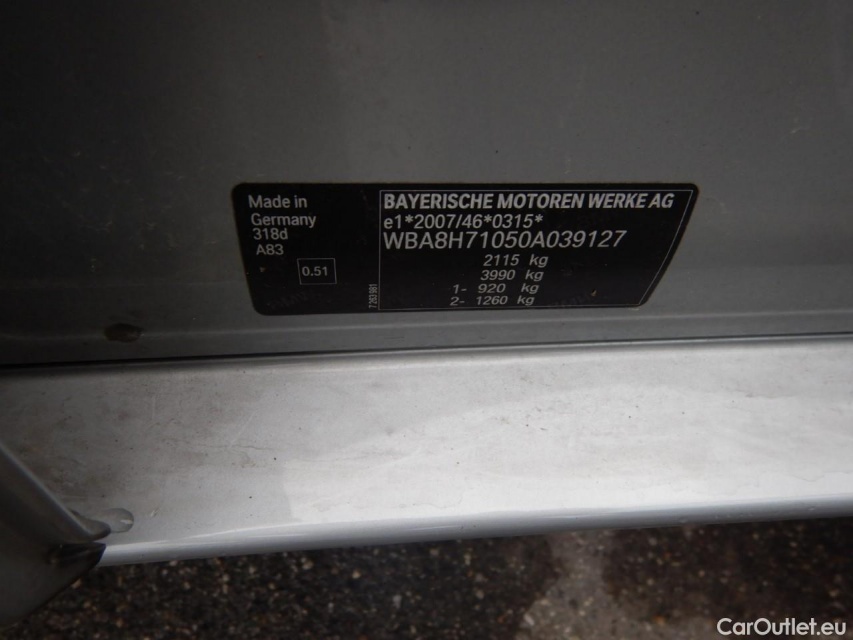 Made in
Germany
318d
A83
0.51
7283981
BAYERISCHE MOTOREN WERKE AG
e1*2007/46*0315*
WBA8H71050A039127
2115 kg
3990 kg
1- 920 kg
2- 1260 kg
CarOutlet.eu